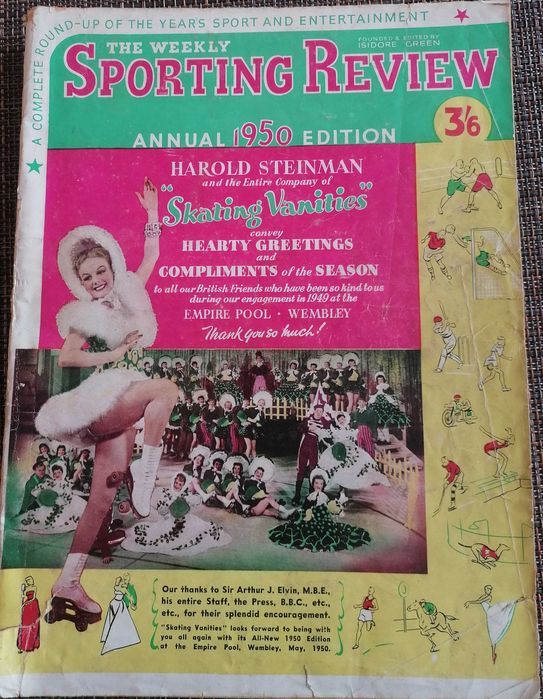 A COMPLETE ROUND-UP OF THE YEARS SPORT AND ENTERTAINMENT
FOUNDED & EDITED BY
ISIDORE GREEN
THE WEEKLY
SPORTING REVIEW
ANNUAL 1950 EDITION
3'6
HAROLD STEINMAN
and the Entire Company of
"Skating Vanities"
convey
HEARTY GREETINGS
and
COMPLIMENTS of the SEASON
to all our British Friends who have been so kind to us
during our engagement in 1949 at the
EMPIRE POOL · WEMBLEY
Thank you so much!
Our thanks to Sir Arthur J. Elvin, M.B.E.,
his entire Staff, the Press, B.B.C., etc.,
etc., for their splendid encouragement.
"Skating Vanities" looks forward to being with
you all again with its All-New 1950 Edition
at the Empire Pool, Wembley, May, 1950.